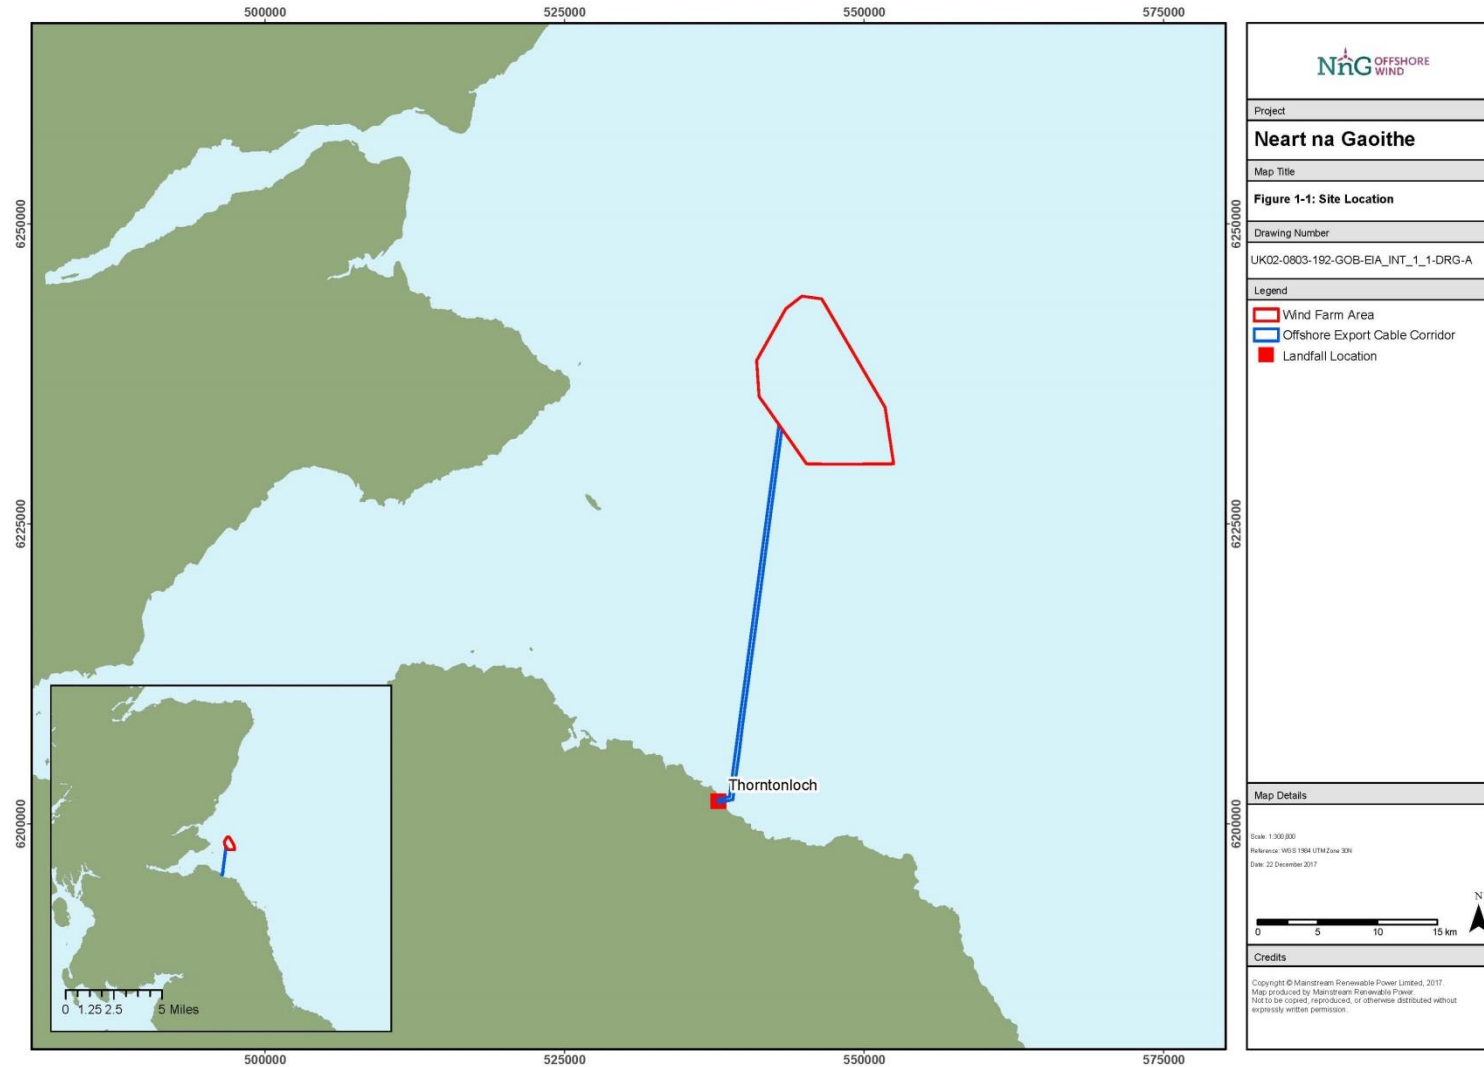 500000 525000 550000 575000
NnG OFFSHORE
WIND
Project
Neart na Gaoithe
Map Title
Figure 1-1: Site Location
Drawing Number
UK02-0803-192-GOB-EIA_INT_1_1-DRG-A
Legend
Wind Farm Area
Offshore Export Cable Corridor
Landfall Location
6250000 6250000
6225000 6225000
6200000 6200000
Thorntonloch
0 1.25 2.5 5 Miles
Map Details
Scale: 1:300,000
Reference: WGS 1984 UTM Zone 30N
Date: 22 December 2017
N
0 5 10 15 km
Credits
Copyright © Mainstream Renewable Power Limited, 2017.
Map produced by Mainstream Renewable Power.
Not to be copied, reproduced, or otherwise distributed without
expressly written permission.
500000 525000 550000 575000